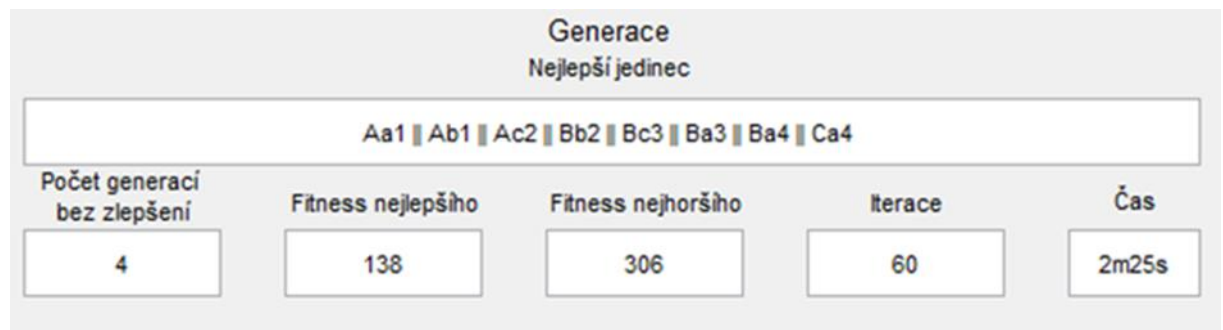 Generace
Nejlepší jedinec
Aa1 || Ab1 || Ac2 || Bb2 || Bc3 || Ba3 || Ba4 || Ca4
Počet generací
bez zlepšení
Fitness nejlepšího
Fitness nejhoršího
Iterace
Čas
4
138
306
60
2m25s